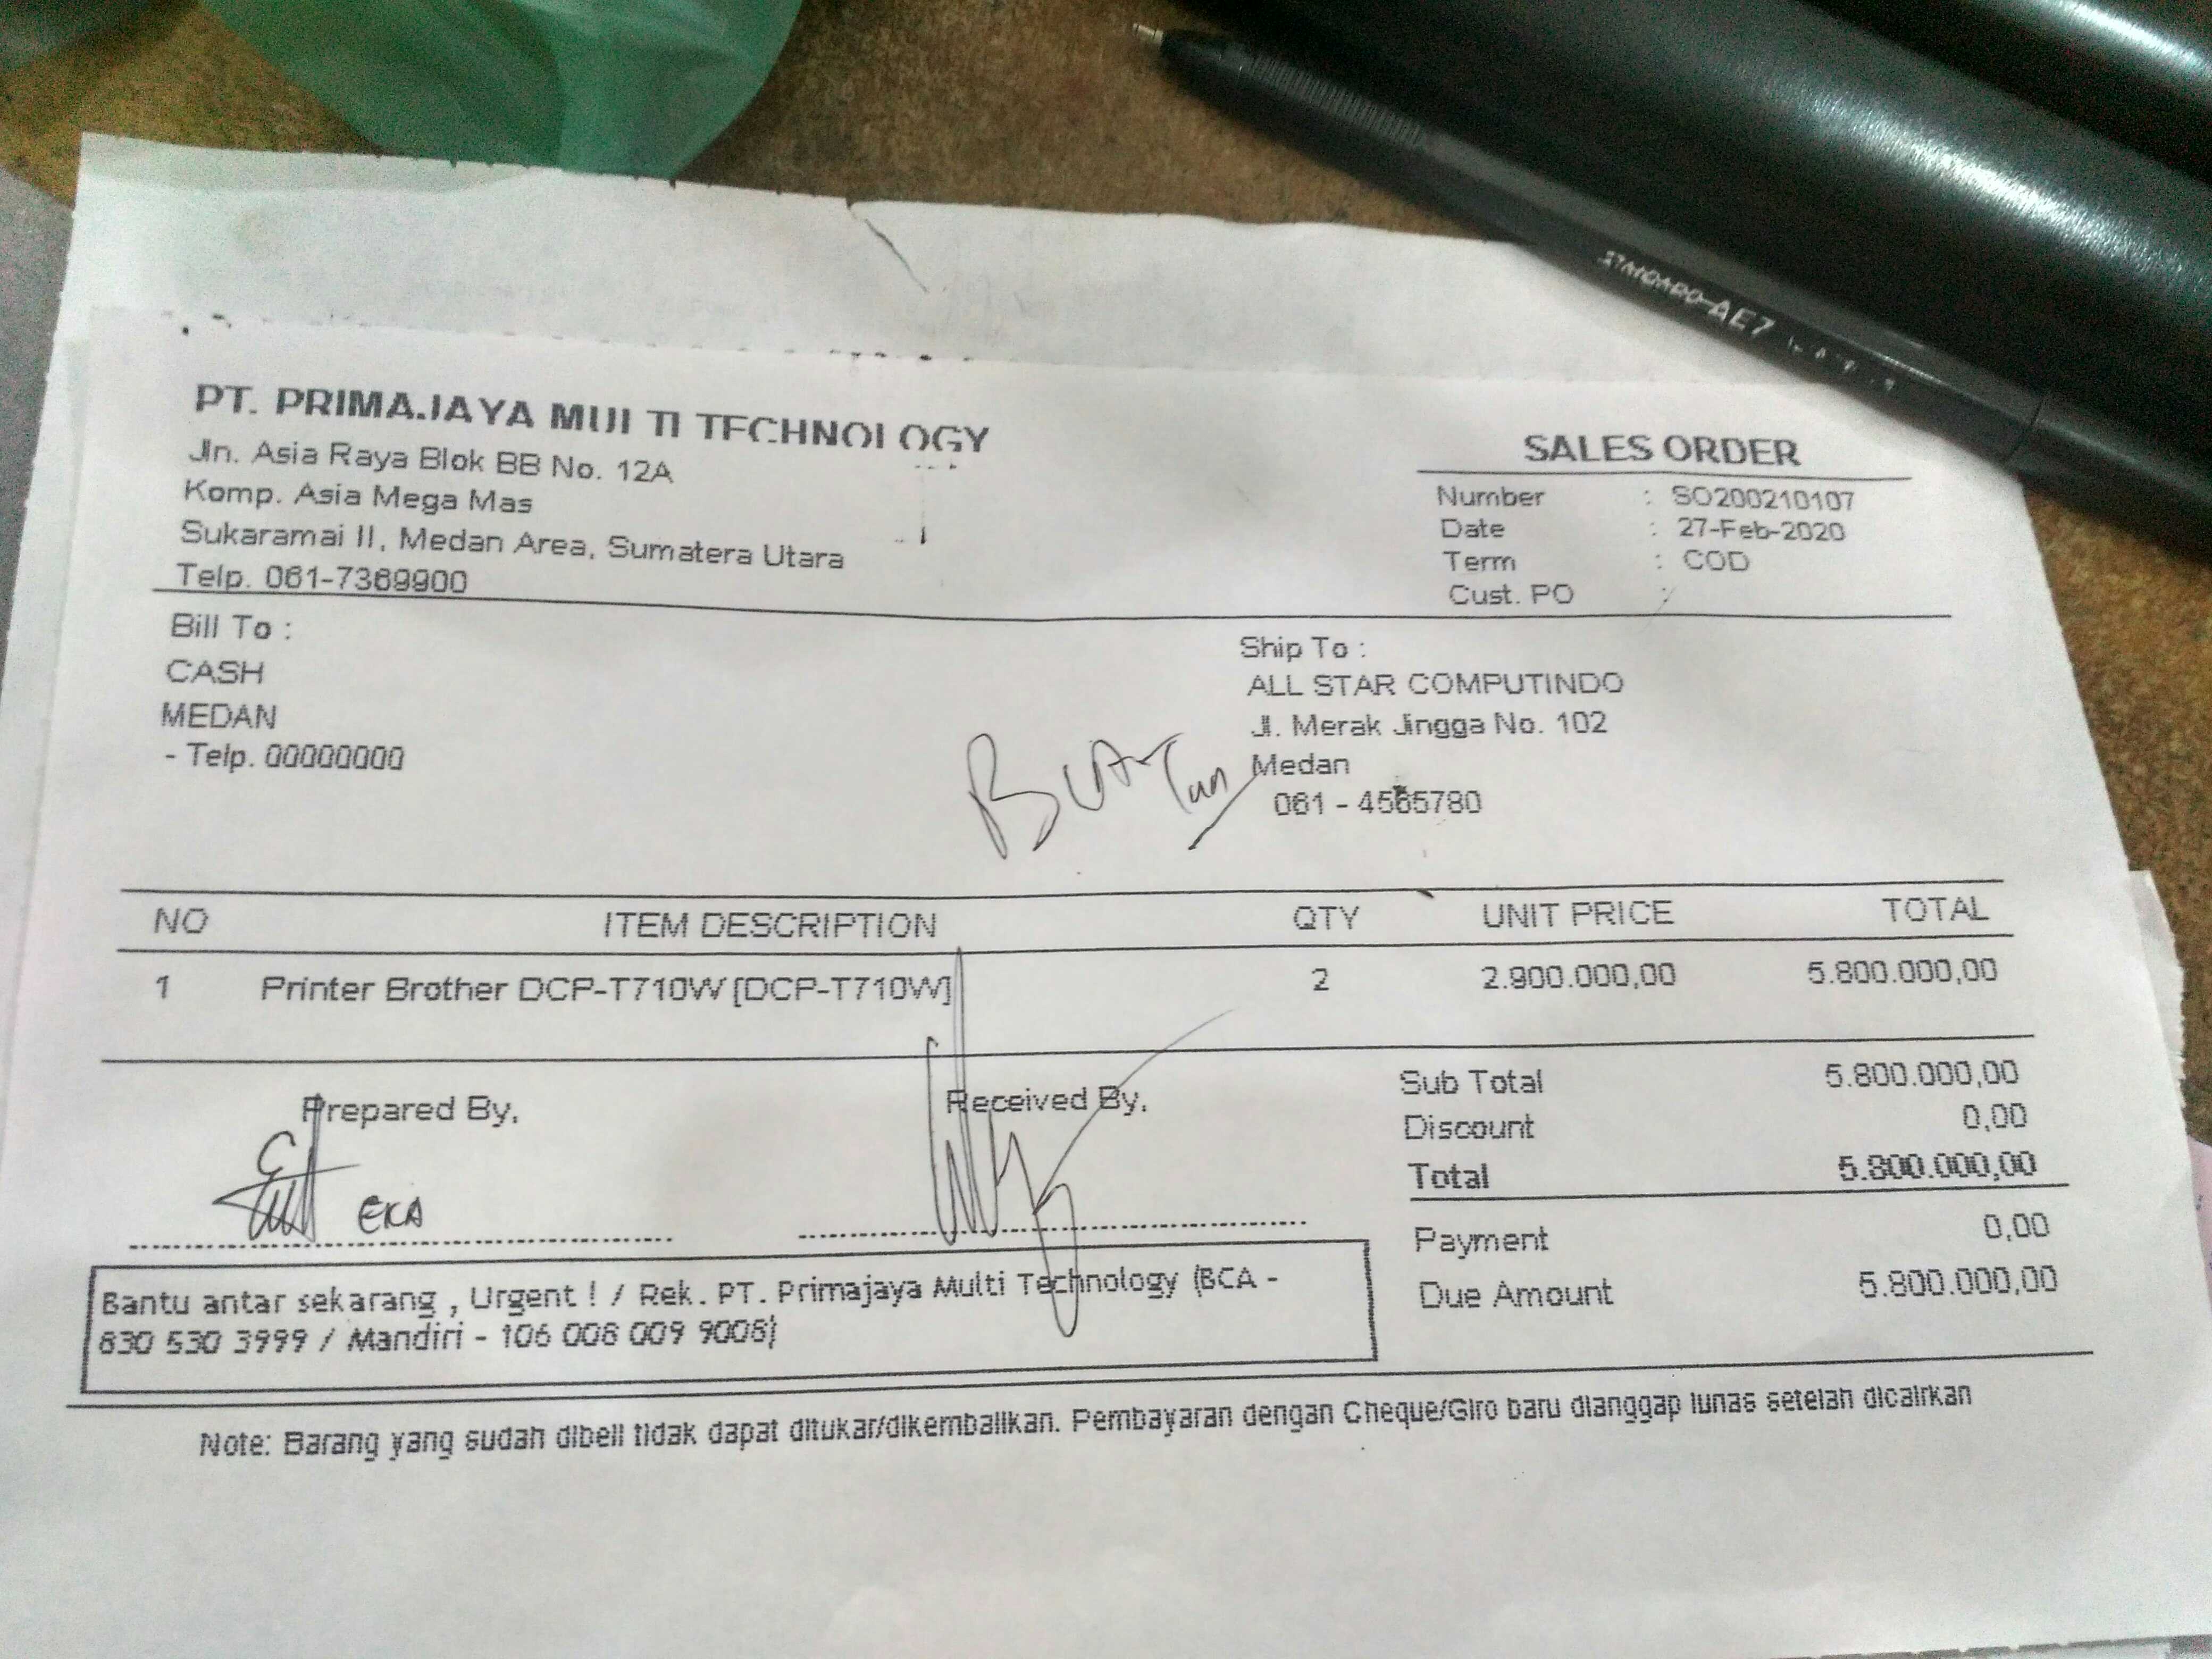 PT. PRIMAJAYA MULTI TECHNOLOGY
Jln. Asia Raya Blok BB No. 12A
Komp. Asia Mega Mas
Sukaramai II, Medan Area, Sumatera Utara
Telp. 061-7369900
SALES ORDER
Number : SO200210107
Date : 27-Feb-2020
Term : COD
Cust. PO :
Bill To :
CASH
MEDAN
- Telp. 00000000
Ship To :
ALL STAR COMPUTINDO
Jl. Merak Jingga No. 102
Medan
061 - 4565780
NO ITEM DESCRIPTION QTY UNIT PRICE TOTAL
1 Printer Brother DCP-T710W [DCP-T710W] 2 2.900.000,00 5.800.000,00
Sub Total 5.800.000,00
Discount 0,00
Total 5.800.000,00
Payment 0,00
Due Amount 5.800.000,00
Prepared By,
EKA
Received By,
Bantu antar sekarang , Urgent ! / Rek. PT. Primajaya Multi Technology (BCA -
830 530 3999 / Mandiri - 106 008 009 9008)
Note: Barang yang sudah dibeli tidak dapat ditukar/dikembalikan. Pembayaran dengan Cheque/Giro baru dianggap lunas setelah dicairkan
AE7